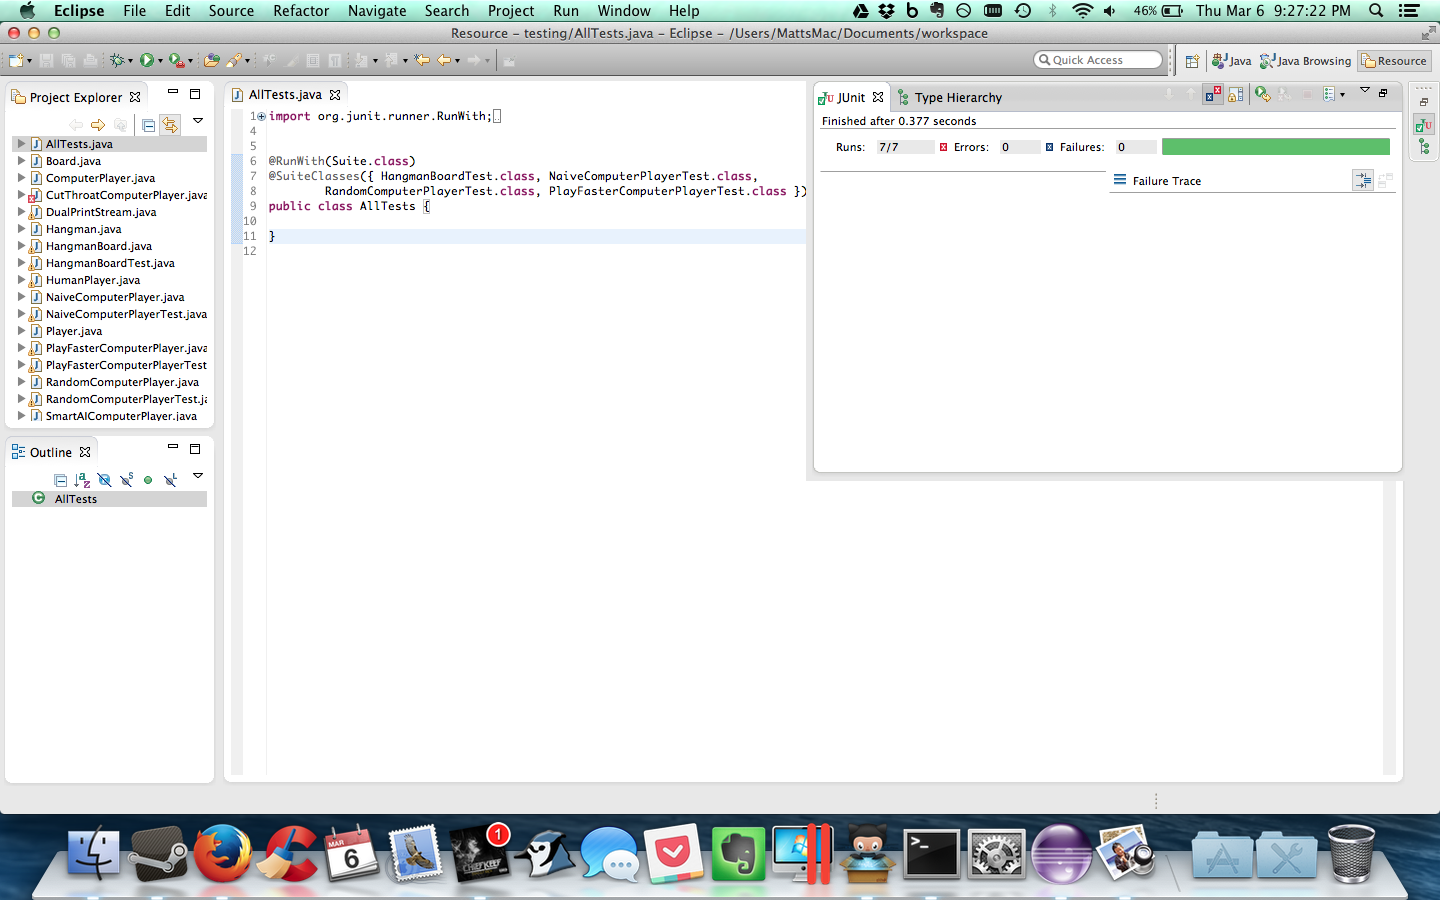 Eclipse File Edit Source Refactor Navigate Search Project Run Window Help 46% Thu Mar 6 9:27:22 PM
Resource – testing/AllTests.java – Eclipse – /Users/MattsMac/Documents/workspace
Quick Access Java Java Browsing Resource
Project Explorer
AllTests.java
Board.java
ComputerPlayer.java
CutThroatComputerPlayer.java
DualPrintStream.java
Hangman.java
HangmanBoard.java
HangmanBoardTest.java
HumanPlayer.java
NaiveComputerPlayer.java
NaiveComputerPlayerTest.java
Player.java
PlayFasterComputerPlayer.java
PlayFasterComputerPlayerTest
RandomComputerPlayer.java
RandomComputerPlayerTest.ja
SmartAIComputerPlayer.java
Outline
AllTests
AllTests.java
1 import org.junit.runner.RunWith;
4
5
6 @RunWith(Suite.class)
7 @SuiteClasses({ HangmanBoardTest.class, NaiveComputerPlayerTest.class,
8 RandomComputerPlayerTest.class, PlayFasterComputerPlayerTest.class })
9 public class AllTests {
10
11 }
12
JUnit Type Hierarchy
Finished after 0.377 seconds
Runs: 7/7 Errors: 0 Failures: 0
Failure Trace
MAR
6
CHIEF KEEF
1